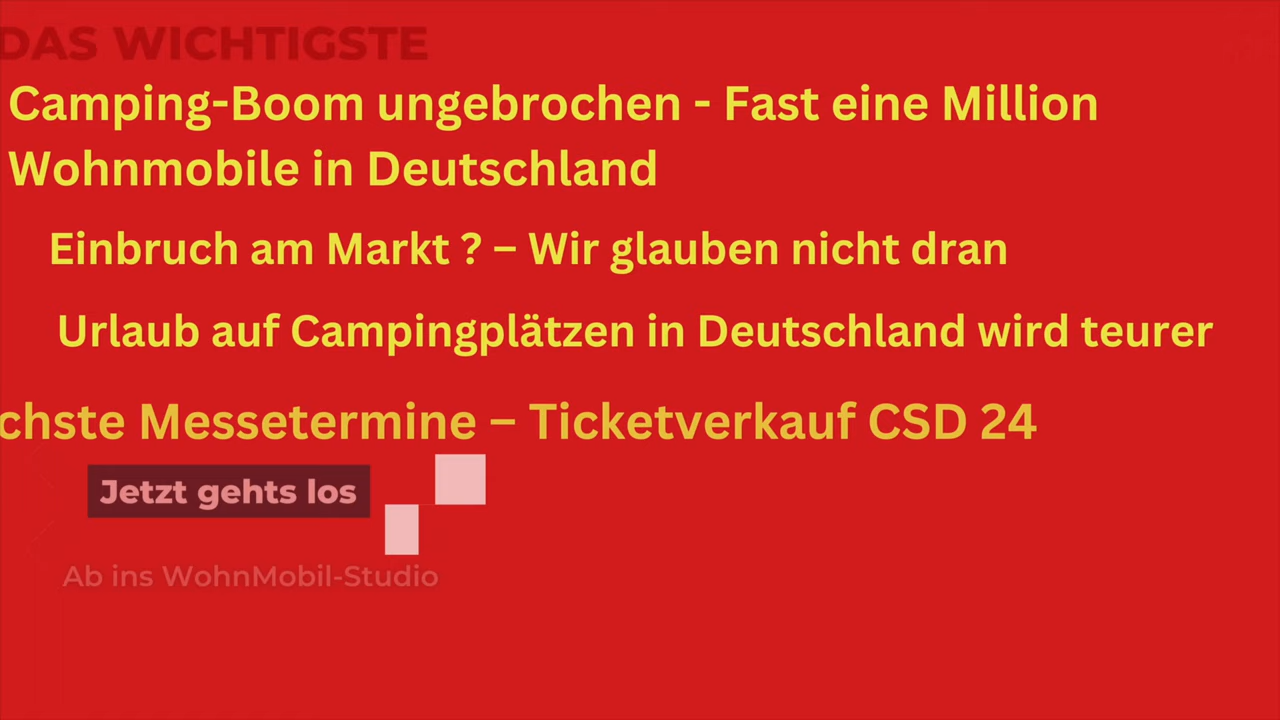 DAS WICHTIGSTE
Camping-Boom ungebrochen - Fast eine Million
Wohnmobile in Deutschland
Einbruch am Markt ? – Wir glauben nicht dran
Urlaub auf Campingplätzen in Deutschland wird teurer
chste Messetermine – Ticketverkauf CSD 24
Jetzt gehts los
Ab ins WohnMobil-Studio